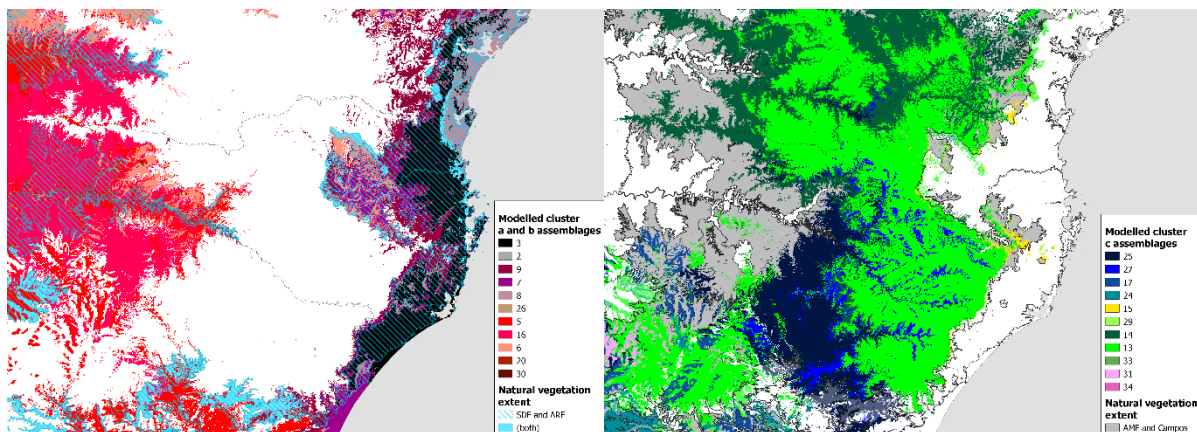 Modelled cluster
a and b assemblages
3
2
9
7
8
26
5
16
6
20
30
Natural vegetation
extent
SDF and ARF
(both)
Modelled cluster
c assemblages
25
27
17
24
15
29
14
13
33
31
34
Natural vegetation
extent
AMF and Campos